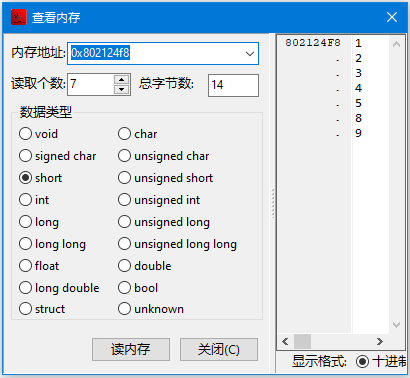 查看内存
内存地址: 0x802124f8
读取个数: 7 总字节数: 14
数据类型
void char
signed char unsigned char
short unsigned short
int unsigned int
long unsigned long
long long unsigned long long
float double
long double bool
struct unknown
读内存 关闭(C)
802124F8 1
. 2
. 3
. 4
. 5
. 8
. 9
显示格式: 十进制